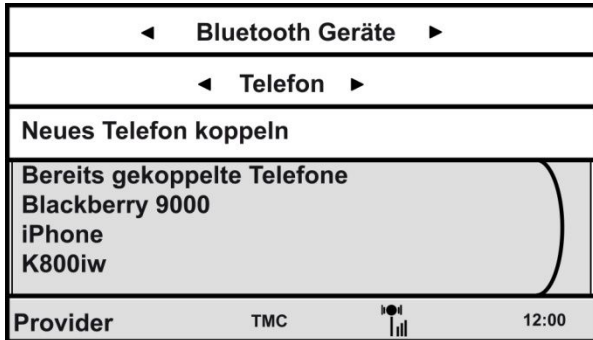 Bluetooth Geräte
Telefon
Neues Telefon koppeln
Bereits gekoppelte Telefone
Blackberry 9000
iPhone
K800iw
Provider TMC 12:00